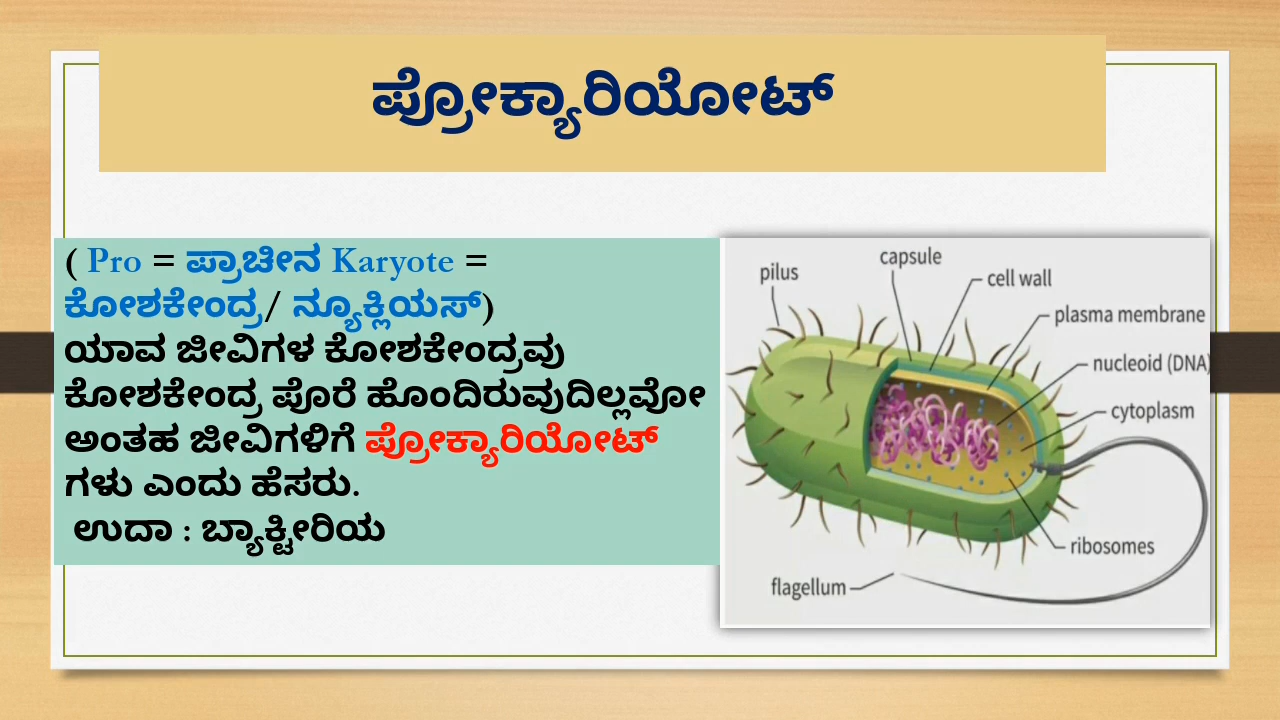 ಪ್ರೋಕ್ಯಾರಿಯೋಟ್
( Pro = ಪ್ರಾಚೀನ Karyote =
ಕೋಶಕೇಂದ್ರ/ ನ್ಯೂಕ್ಲಿಯಸ್)
ಯಾವ ಜೀವಿಗಳ ಕೋಶಕೇಂದ್ರವು
ಕೋಶಕೇಂದ್ರ ಪೊರೆ ಹೊಂದಿರುವುದಿಲ್ಲವೋ
ಅಂತಹ ಜೀವಿಗಳಿಗೆ ಪ್ರೋಕ್ಯಾರಿಯೋಟ್
ಗಳು ಎಂದು ಹೆಸರು.
ಉದಾ : ಬ್ಯಾಕ್ಟೀರಿಯ
capsule
pilus
cell wall
plasma membrane
nucleoid (DNA)
cytoplasm
ribosomes
flagellum